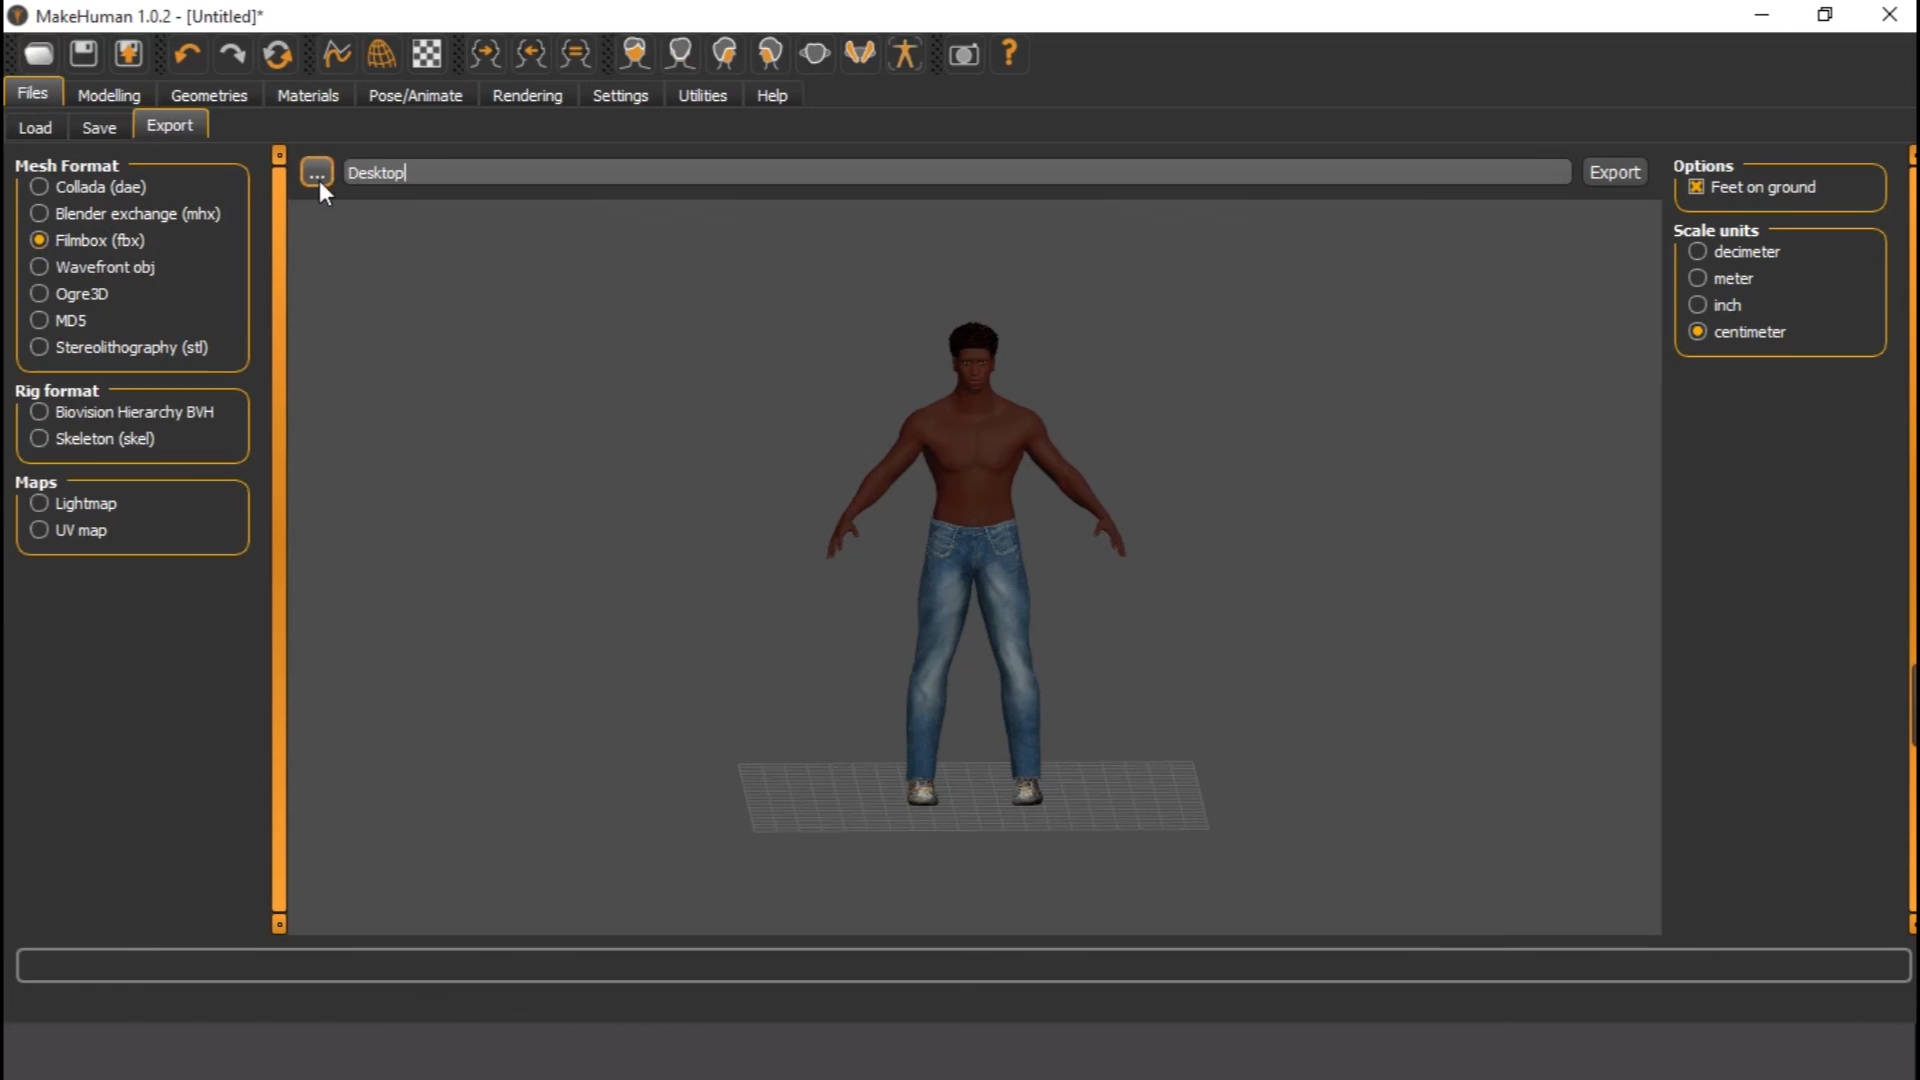 MakeHuman 1.0.2 - [Untitled]*
Files Modelling Geometries Materials Pose/Animate Rendering Settings Utilities Help
Load Save Export
Mesh Format
Collada (dae)
Blender exchange (mhx)
Filmbox (fbx)
Wavefront obj
Ogre3D
MD5
Stereolithography (stl)
Rig format
Biovision Hierarchy BVH
Skeleton (skel)
Maps
Lightmap
UV map
... Desktop Export
Options
Feet on ground
Scale units
decimeter
meter
inch
centimeter